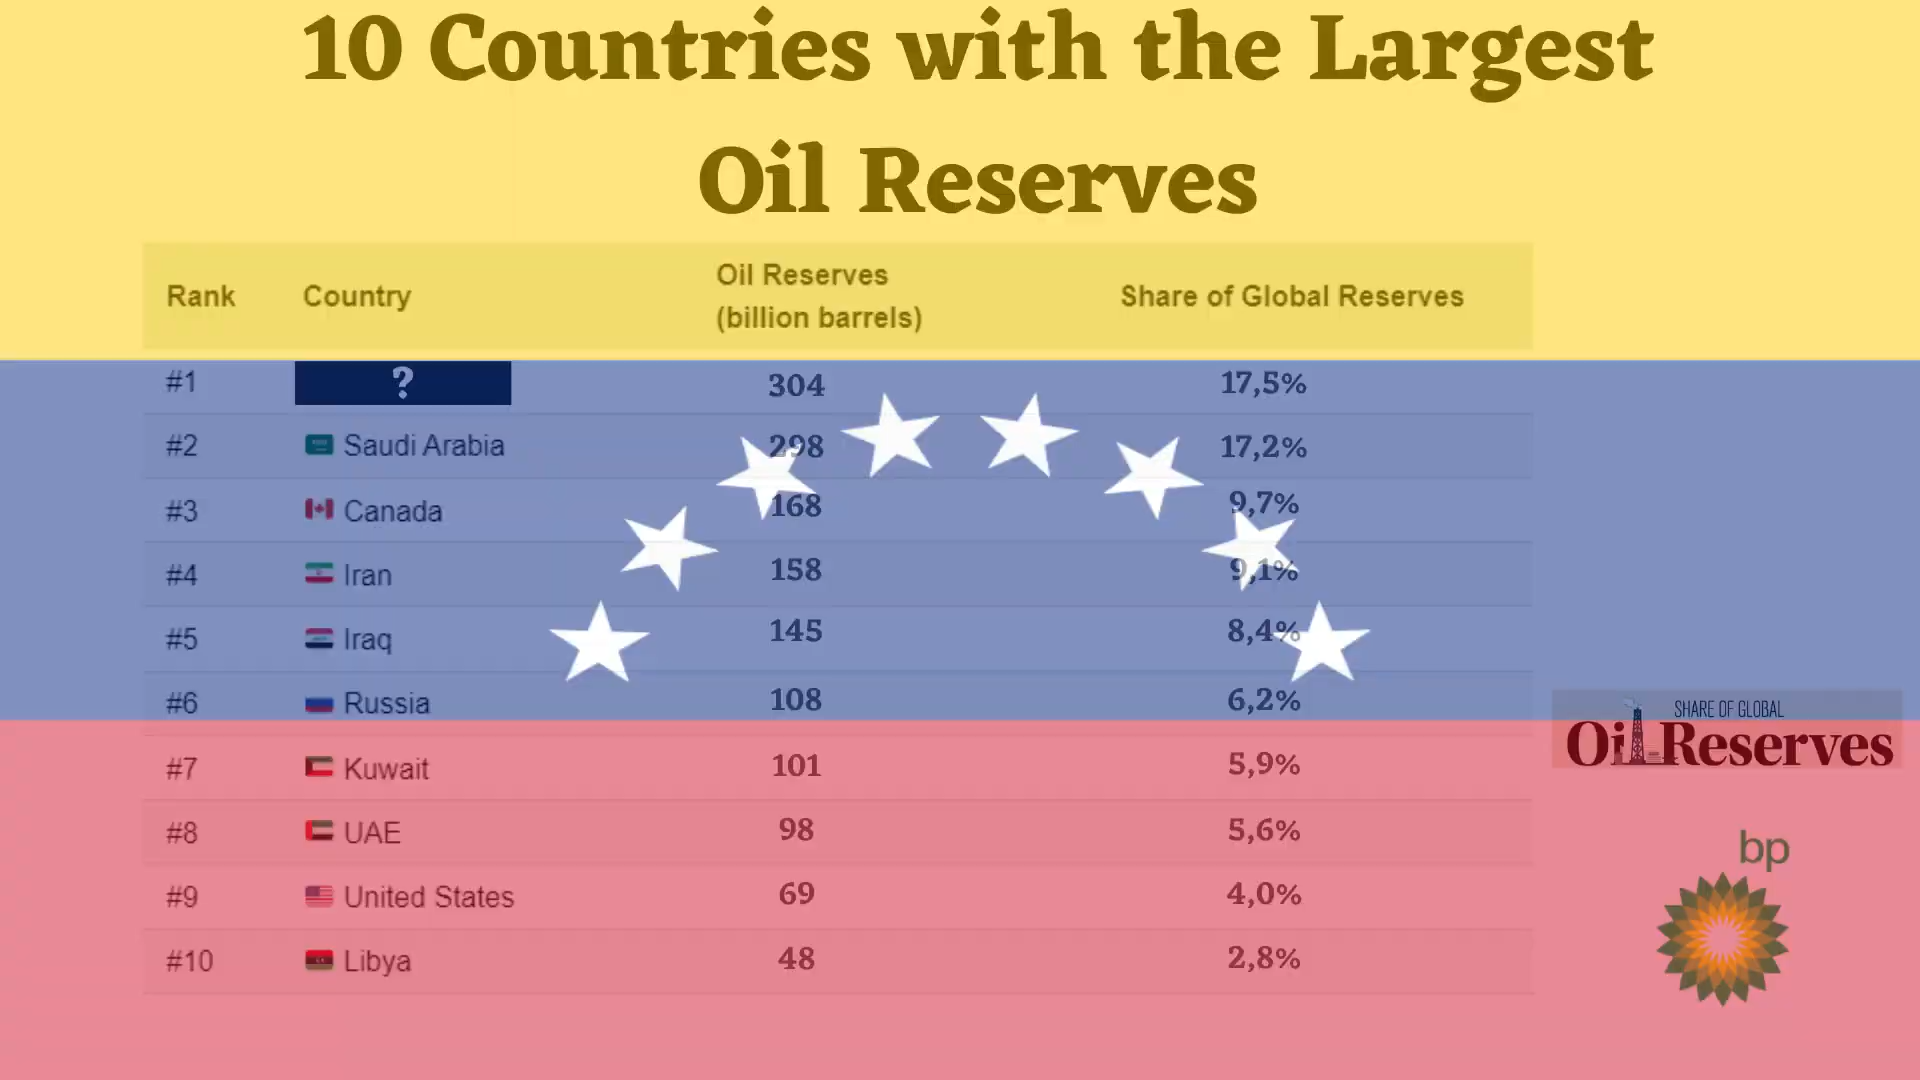 10 Countries with the Largest
Oil Reserves
Rank Country Oil Reserves (billion barrels) Share of Global Reserves
#1 ? 304 17,5%
#2 Saudi Arabia 298 17,2%
#3 Canada 168 9,7%
#4 Iran 158 9,1%
#5 Iraq 145 8,4%
#6 Russia 108 6,2%
#7 Kuwait 101 5,9%
#8 UAE 98 5,6%
#9 United States 69 4,0%
#10 Libya 48 2,8%
SHARE OF GLOBAL
Oil Reserves
bp